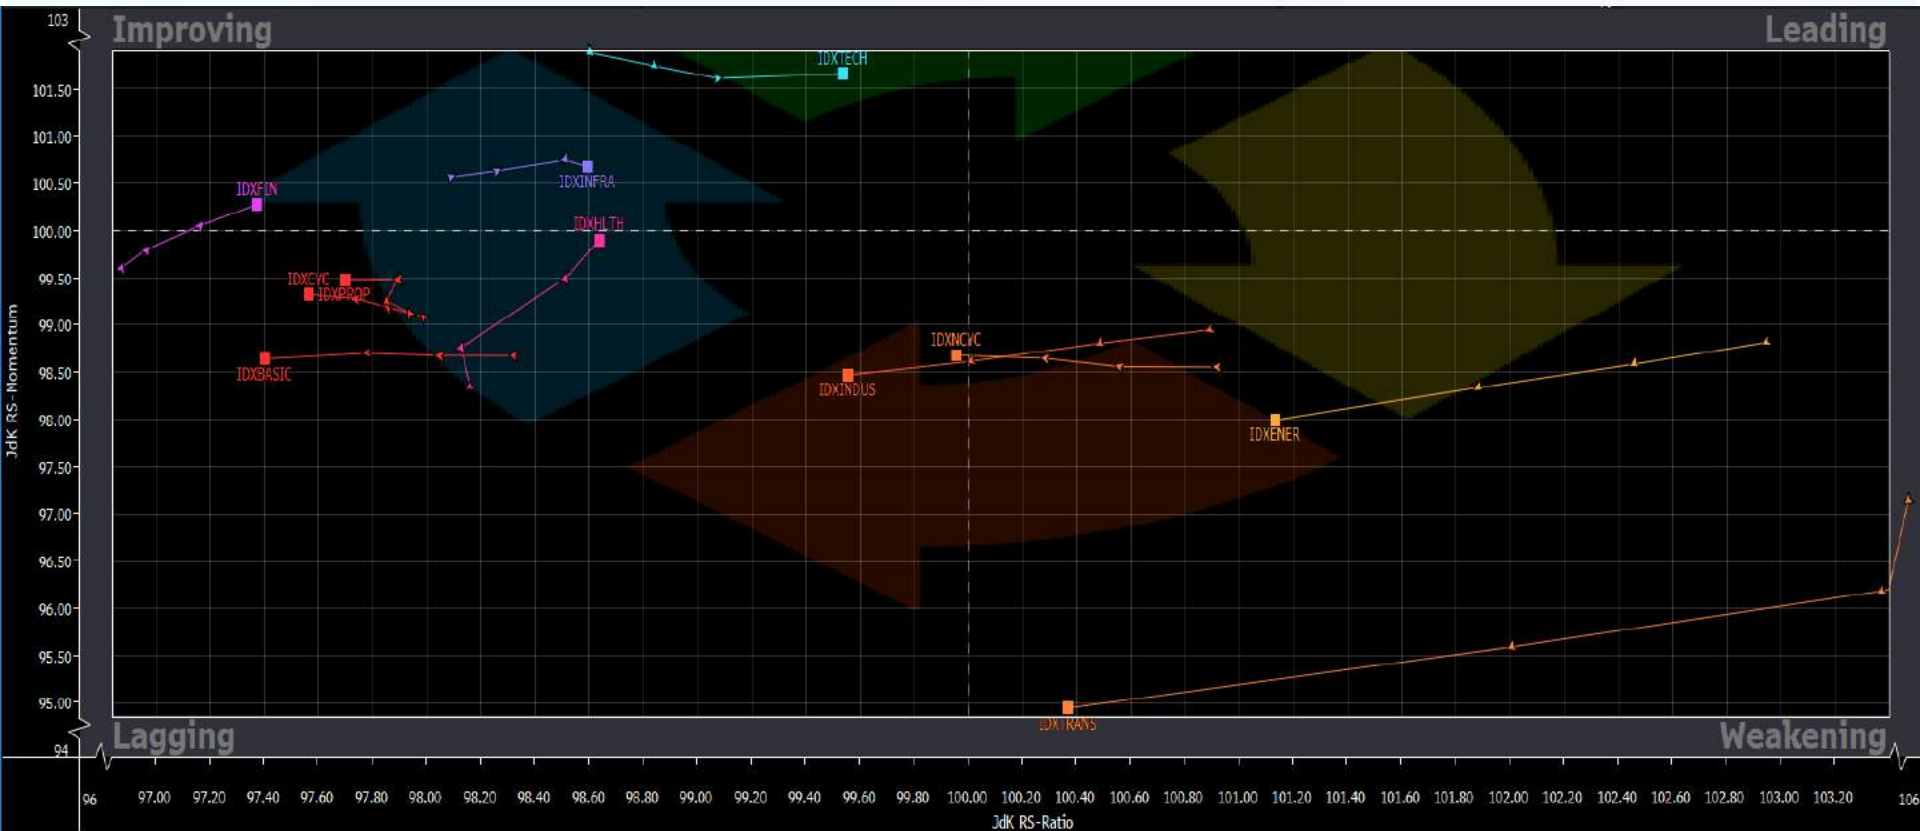 103
Improving
Leading
IDXTECH
101.50
101.00
IDXINFRA
100.50
IDXFIN
IDXHLTH
100.00
99.50
IDXCYC
IDXPROP
99.00
IDXNCYC
98.50
IDXBASIC
IDXINDUS
98.00
IDXENER
97.50
97.00
96.50
96.00
95.50
95.00
IDXTRANS
94
Lagging
Weakening
JdK RS-Momentum
96 97.00 97.20 97.40 97.60 97.80 98.00 98.20 98.40 98.60 98.80 99.00 99.20 99.40 99.60 99.80 100.00 100.20 100.40 100.60 100.80 101.00 101.20 101.40 101.60 101.80 102.00 102.20 102.40 102.60 102.80 103.00 103.20 106
JdK RS-Ratio